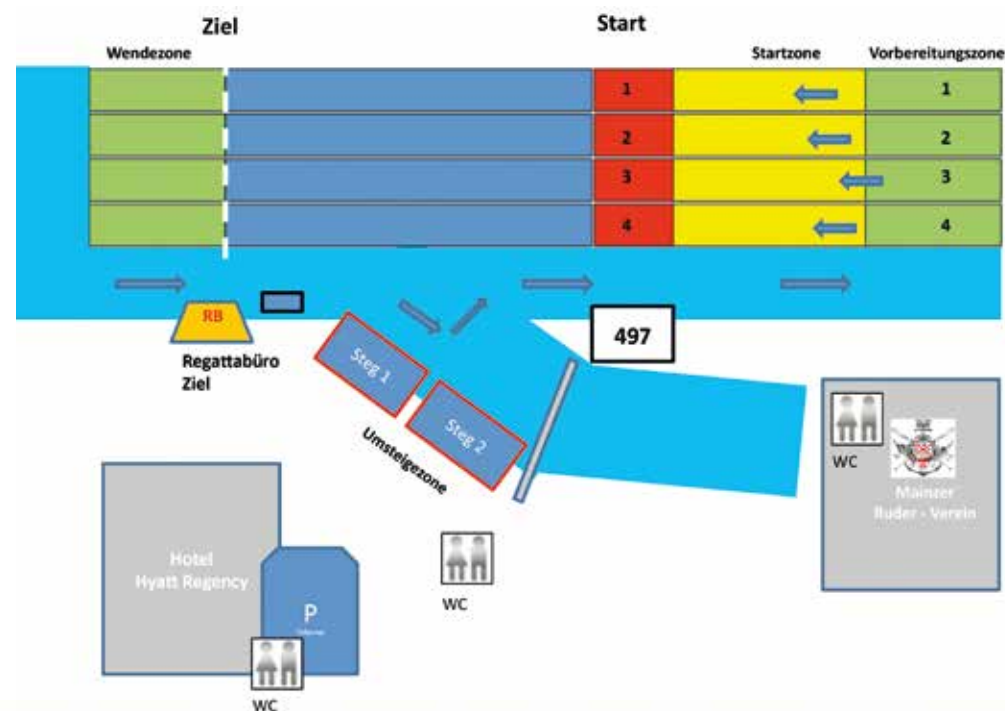 Ziel
Start
Wendezone
Startzone
Vorbereitungszone
1
1
2
2
3
3
4
4
RB
Regattabüro
Ziel
497
Steg 1
Steg 2
Umsteigezone
WC
Mainzer
Ruder - Verein
Hotel
Hyatt Regency
P
WC
WC